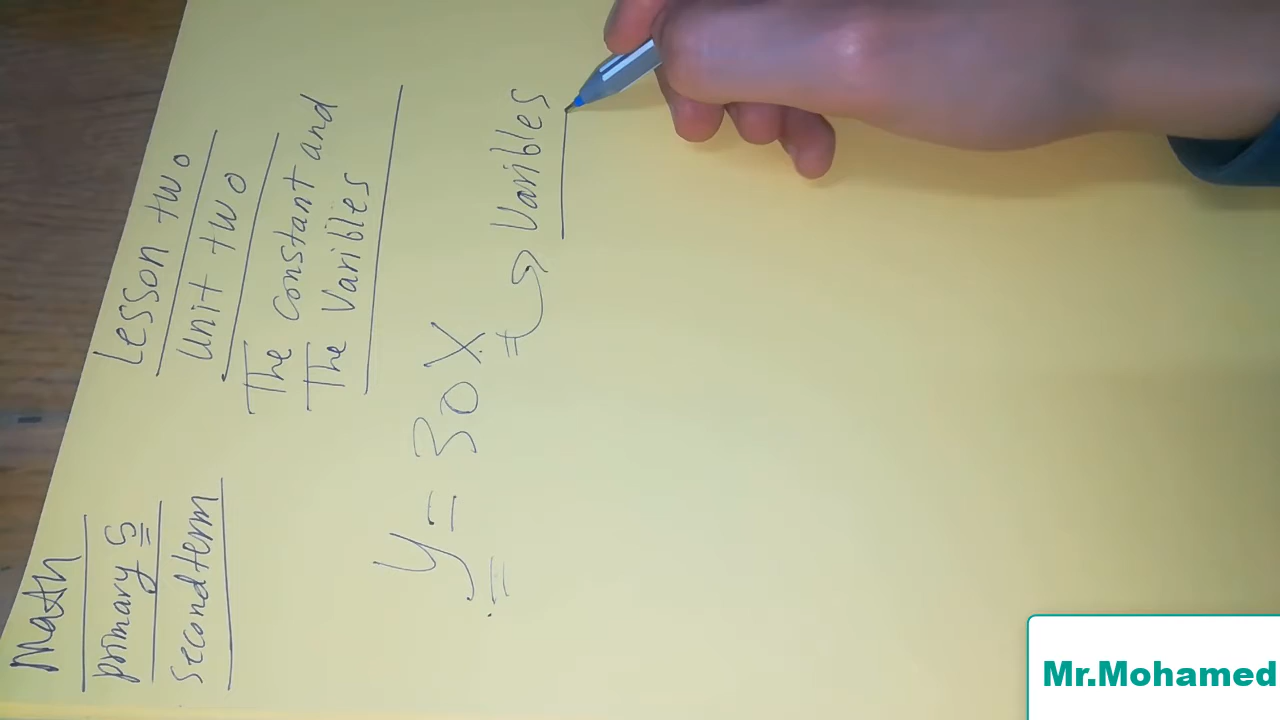 Math
primary 5
second term
Lesson two
unit two
The constant and
The Varibles
y = 30x
Varibles
Mr.Mohamed